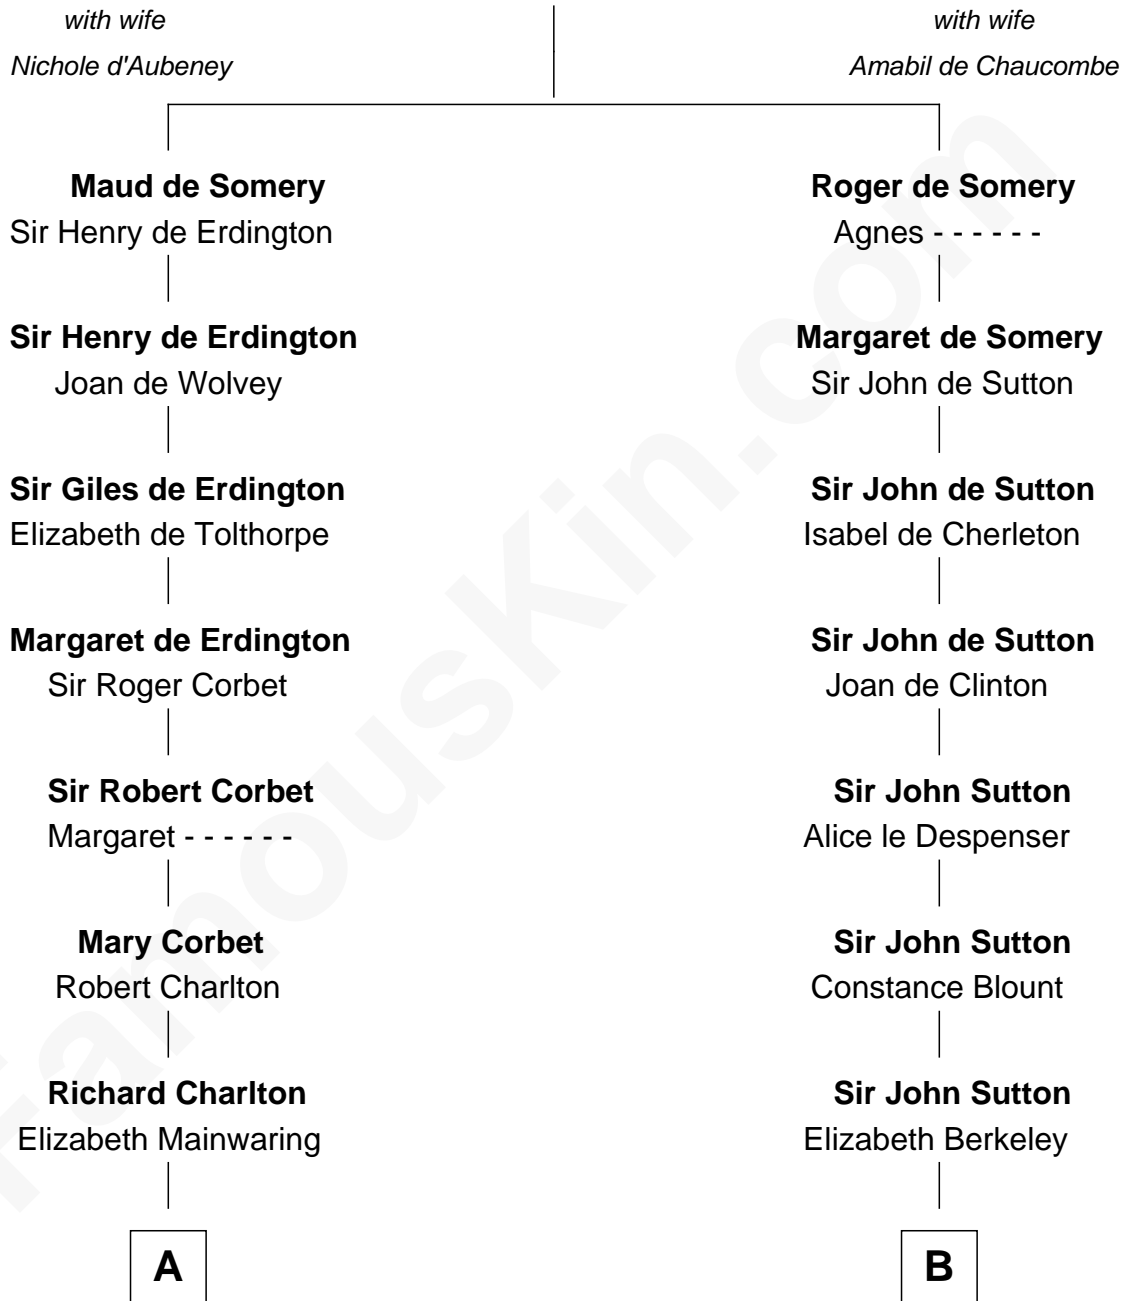 with wife
Nichole d'Aubeney
with wife
Amabil de Chaucombe
Maud de Somery
Sir Henry de Erdington
Roger de Somery
Agnes - - - - - -
Sir Henry de Erdington
Joan de Wolvey
Margaret de Somery
Sir John de Sutton
Sir Giles de Erdington
Elizabeth de Tolthorpe
Sir John de Sutton
Isabel de Cherleton
Margaret de Erdington
Sir Roger Corbet
Sir John de Sutton
Joan de Clinton
Sir Robert Corbet
Margaret - - - - - -
Sir John Sutton
Alice le Despenser
Mary Corbet
Robert Charlton
Sir John Sutton
Constance Blount
Richard Charlton
Elizabeth Mainwaring
Sir John Sutton
Elizabeth Berkeley
A
B
FamousKin.com